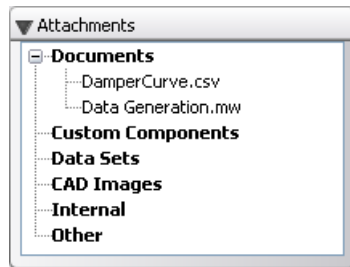 Attachments
Documents
DamperCurve.csv
Data Generation.mw
Custom Components
Data Sets
CAD Images
Internal
Other